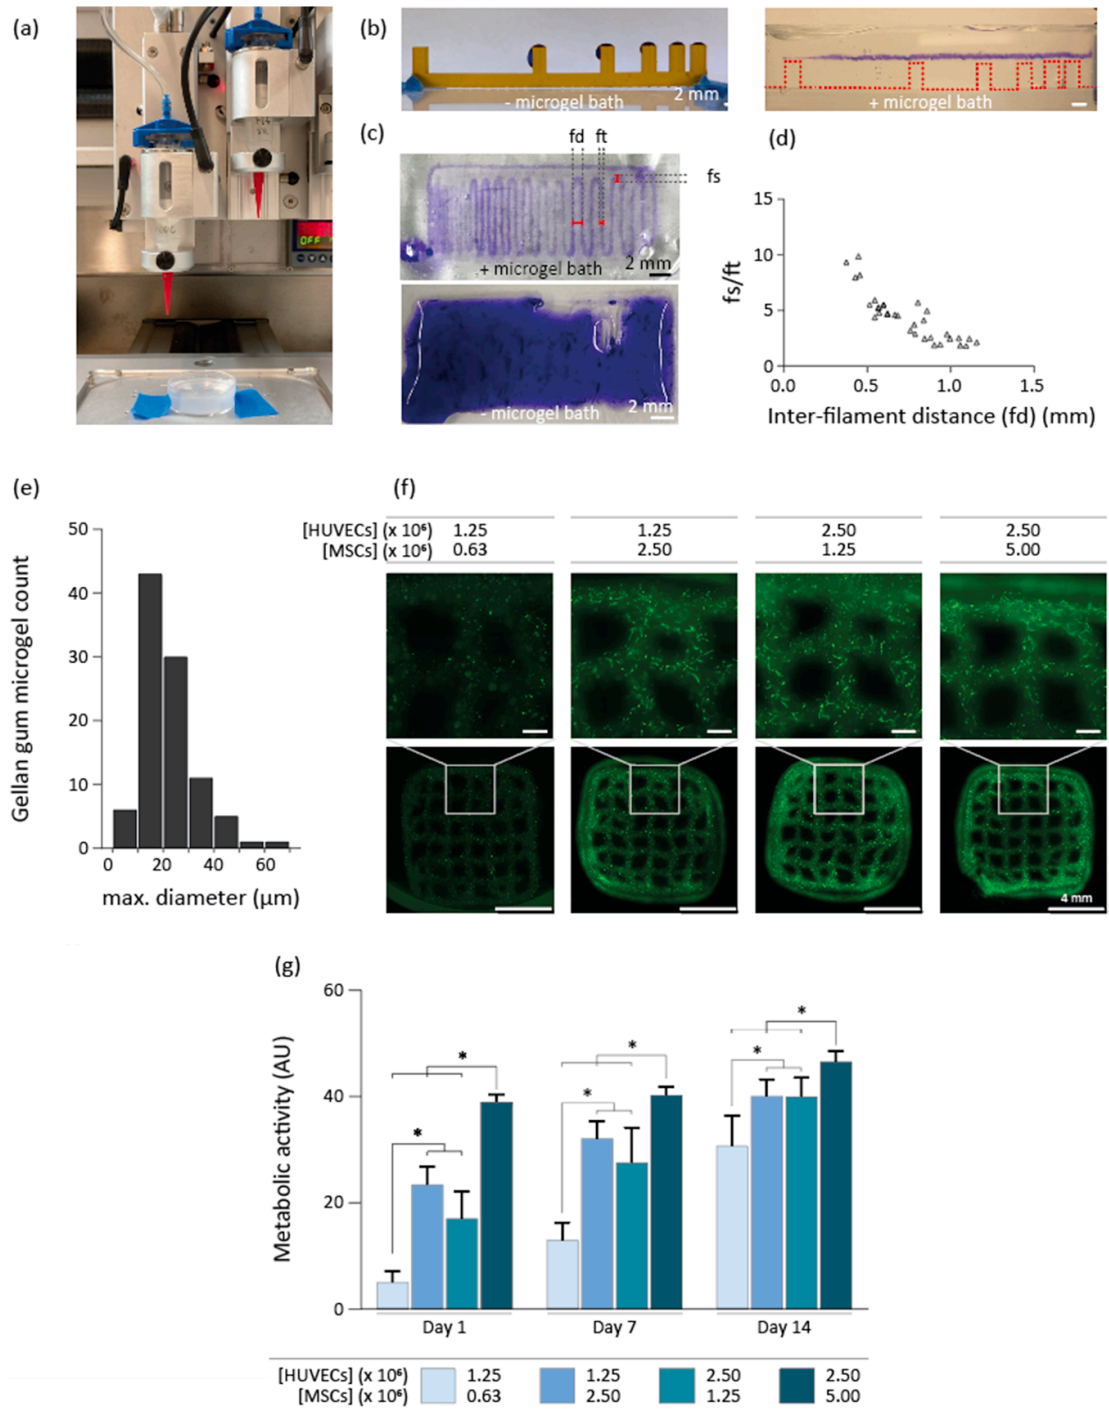 (a)
OFF
(b)
- microgel bath
2 mm
+ microgel bath
(c)
fd ft
fs
+ microgel bath
2 mm
- microgel bath
2 mm
(d)
15
10
5
0
fs/ft
0.0 0.5 1.0 1.5
Inter-filament distance (fd) (mm)
(e)
50
40
30
20
10
0
Gellan gum microgel count
0 20 40 60
max. diameter (µm)
(f)
[HUVECs] (x 10⁶) 1.25 1.25 2.50 2.50
[MSCs] (x 10⁶) 0.63 2.50 1.25 5.00
4 mm
(g)
60
40
20
0
Metabolic activity (AU)
* * * * * *
Day 1 Day 7 Day 14
[HUVECs] (x 10⁶) 1.25 1.25 2.50 2.50
[MSCs] (x 10⁶) 0.63 2.50 1.25 5.00